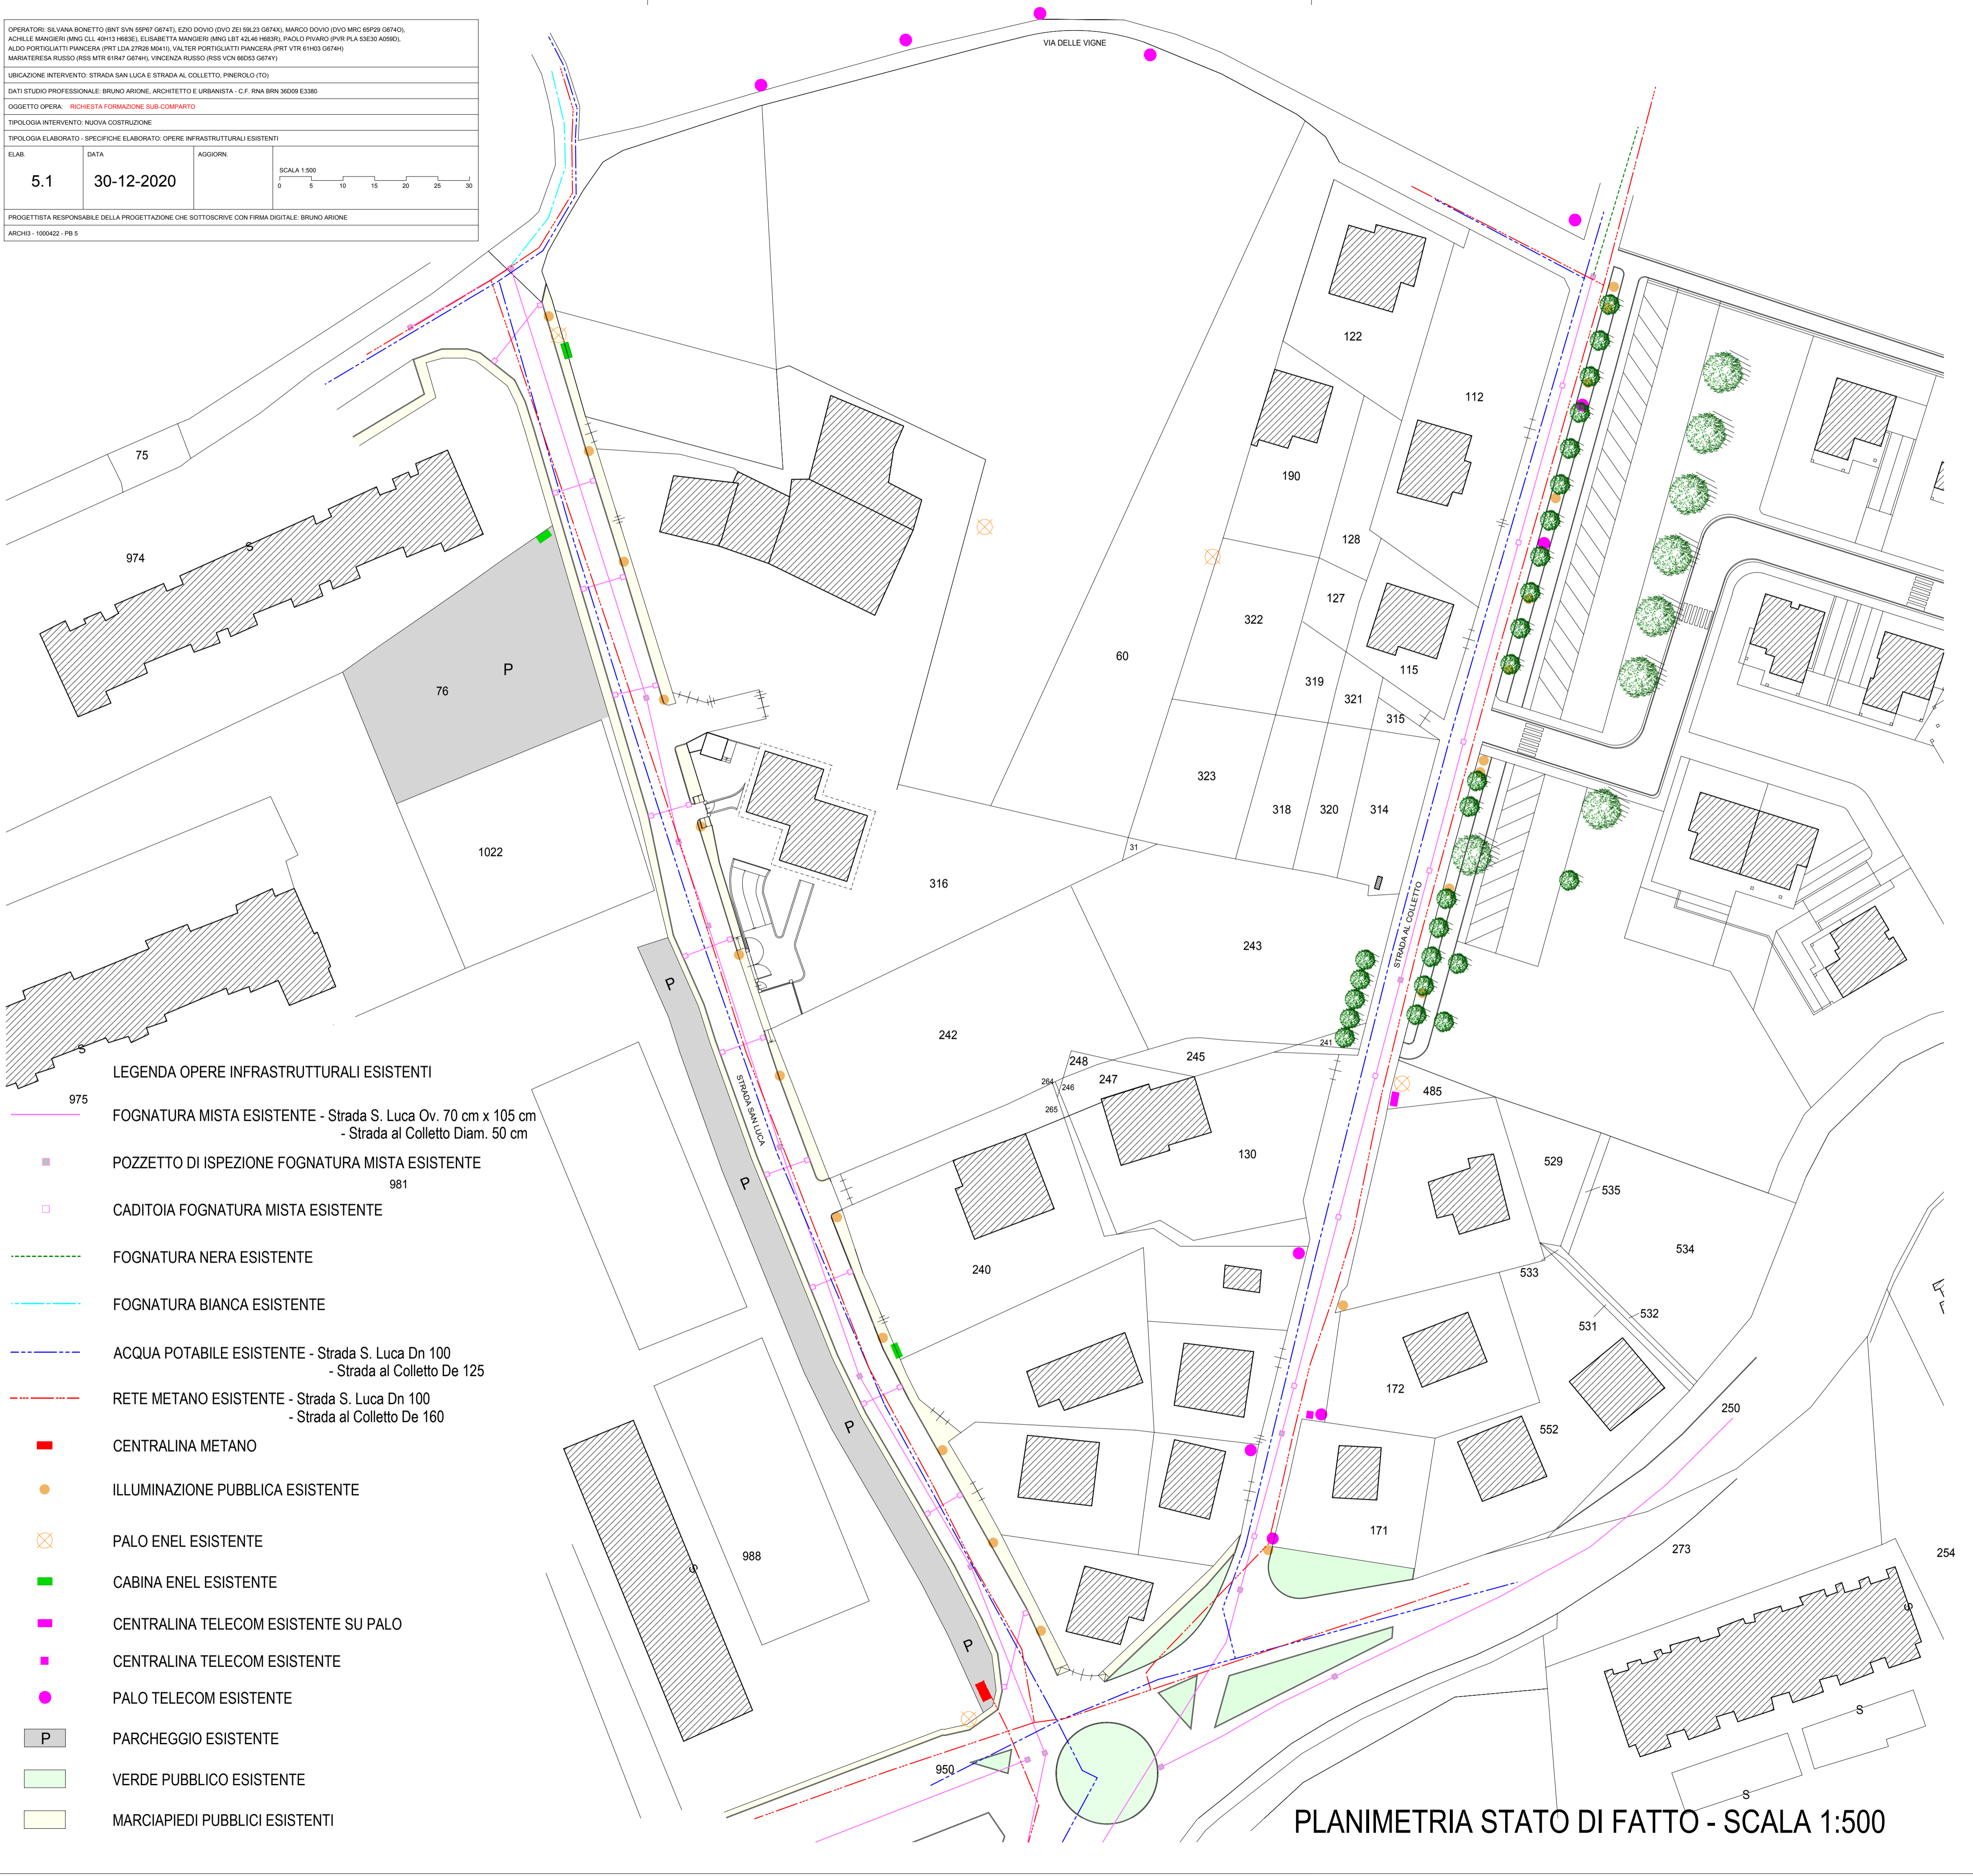 OPERATORI: SILVANA BONETTO (BNT SVN 55P67 G674T), EZIO DOVIO (DVO ZEI 59L23 G674X), MARCO DOVIO (DVO MRC 65P29 G674O),
ACHILLE MANGIERI (MNG CLL 40H13 H683E), ELISABETTA MANGIERI (MNG LBT 42L46 H683R), PAOLO PIVARO (PVR PLA 53E30 A059D),
ALDO PORTIGLIATTI PIANCERA (PRT LDA 27R26 M041I), VALTER PORTIGLIATTI PIANCERA (PRT VTR 61H03 G674H)
MARIATERESA RUSSO (RSS MTR 61R47 G674H), VINCENZA RUSSO (RSS VCN 66D53 G674Y)
UBICAZIONE INTERVENTO: STRADA SAN LUCA E STRADA AL COLLETTO, PINEROLO (TO)
DATI STUDIO PROFESSIONALE: BRUNO ARIONE, ARCHITETTO E URBANISTA - C.F. RNA BRN 36D09 E3380
OGGETTO OPERA: RICHIESTA FORMAZIONE SUB-COMPARTO
TIPOLOGIA INTERVENTO: NUOVA COSTRUZIONE
TIPOLOGIA ELABORATO - SPECIFICHE ELABORATO: OPERE INFRASTRUTTURALI ESISTENTI
ELAB. DATA AGGIORN.
SCALA 1:500
5.1 30-12-2020
0 5 10 15 20 25 30
PROGETTISTA RESPONSABILE DELLA PROGETTAZIONE CHE SOTTOSCRIVE CON FIRMA DIGITALE: BRUNO ARIONE
ARCHI3 - 1000422 - PB 5
VIA DELLE VIGNE
122
112
75
190
974
S
128
127
322
60
P
76
115
319
321
315
323
318
320
314
31
1022
316
STRADA AL COLLETTO
243
P
242
241
245
248
247
264
246
265
485
S
975
STRADA SAN LUCA
130
529
535
534
P
981
240
533
532
531
172
250
552
P
171
988
S
273
254
P
S
950
S
S
LEGENDA OPERE INFRASTRUTTURALI ESISTENTI
FOGNATURA MISTA ESISTENTE - Strada S. Luca Ov. 70 cm x 105 cm
- Strada al Colletto Diam. 50 cm
POZZETTO DI ISPEZIONE FOGNATURA MISTA ESISTENTE
CADITOIA FOGNATURA MISTA ESISTENTE
FOGNATURA NERA ESISTENTE
FOGNATURA BIANCA ESISTENTE
ACQUA POTABILE ESISTENTE - Strada S. Luca Dn 100
- Strada al Colletto De 125
RETE METANO ESISTENTE - Strada S. Luca Dn 100
- Strada al Colletto De 160
CENTRALINA METANO
ILLUMINAZIONE PUBBLICA ESISTENTE
PALO ENEL ESISTENTE
CABINA ENEL ESISTENTE
CENTRALINA TELECOM ESISTENTE SU PALO
CENTRALINA TELECOM ESISTENTE
PALO TELECOM ESISTENTE
P PARCHEGGIO ESISTENTE
VERDE PUBBLICO ESISTENTE
MARCIAPIEDI PUBBLICI ESISTENTI
PLANIMETRIA STATO DI FATTO - SCALA 1:500